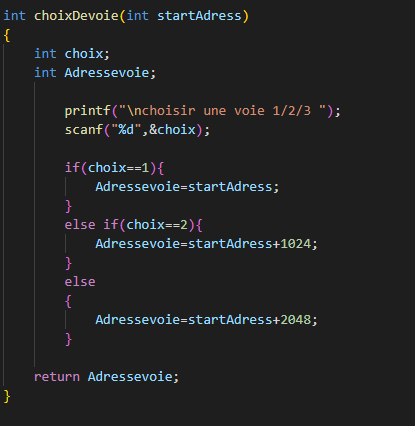 int choixDevoie(int startAdress)
{
    int choix;
    int Adressevoie;
        printf("\nchoisir une voie 1/2/3 ");
        scanf("%d",&choix);
        if(choix==1){
            Adressevoie=startAdress;
        }
        else if(choix==2){
            Adressevoie=startAdress+1024;
        }
        else
        {
            Adressevoie=startAdress+2048;
        }
    return Adressevoie;
}